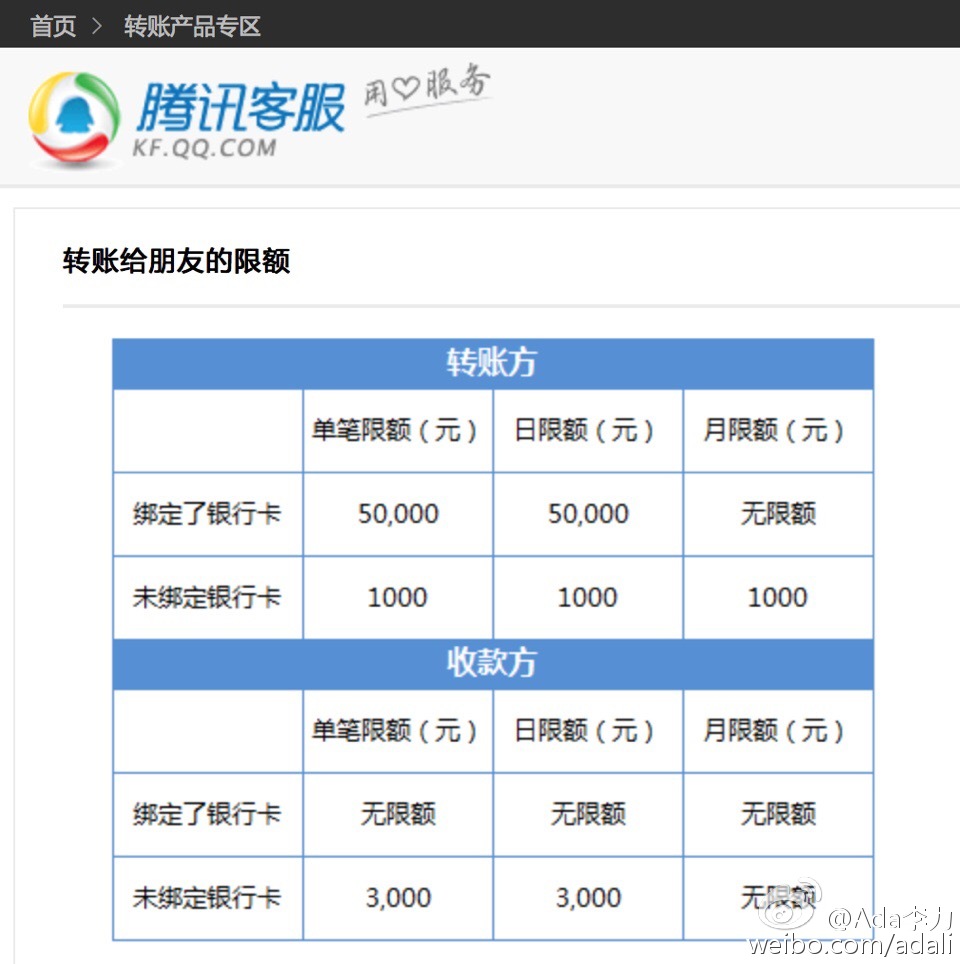 首页 > 转账产品专区
腾讯客服 用♡服务
KF.QQ.COM
转账给朋友的限额
转账方
单笔限额（元） 日限额（元） 月限额（元）
绑定了银行卡 50,000 50,000 无限额
未绑定银行卡 1000 1000 1000
收款方
单笔限额（元） 日限额（元） 月限额（元）
绑定了银行卡 无限额 无限额 无限额
未绑定银行卡 3,000 3,000 无限额
@Ada李力
weibo.com/adali